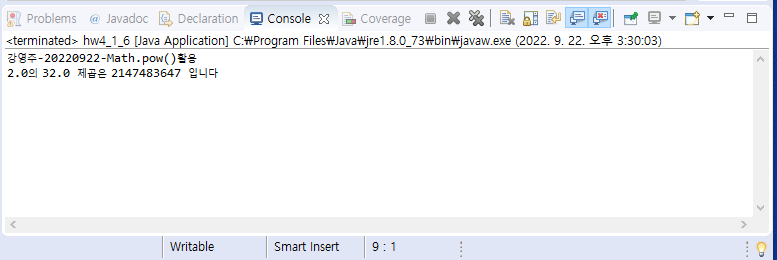 Problems @ Javadoc Declaration Console Coverage
<terminated> hw4_1_6 [Java Application] C:₩Program Files₩Java₩jre1.8.0_73₩bin₩javaw.exe (2022. 9. 22. 오후 3:30:03)
강영주-20220922-Math.pow()활용
2.0의 32.0 제곱은 2147483647 입니다
Writable Smart Insert 9 : 1